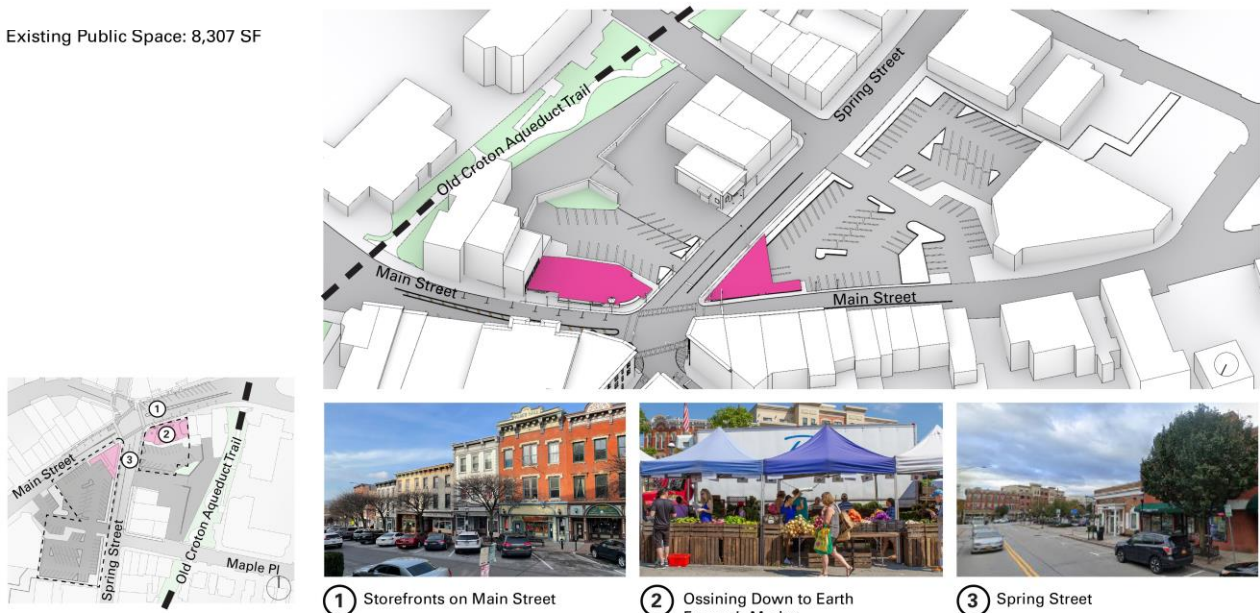 Existing Public Space: 8,307 SF
Old Croton Aqueduct Trail
Spring Street
Main Street
Main Street
1
2
3
Main Street
Spring Street
Old Croton Aqueduct Trail
Maple Pl
1 Storefronts on Main Street
2 Ossining Down to Earth
3 Spring Street